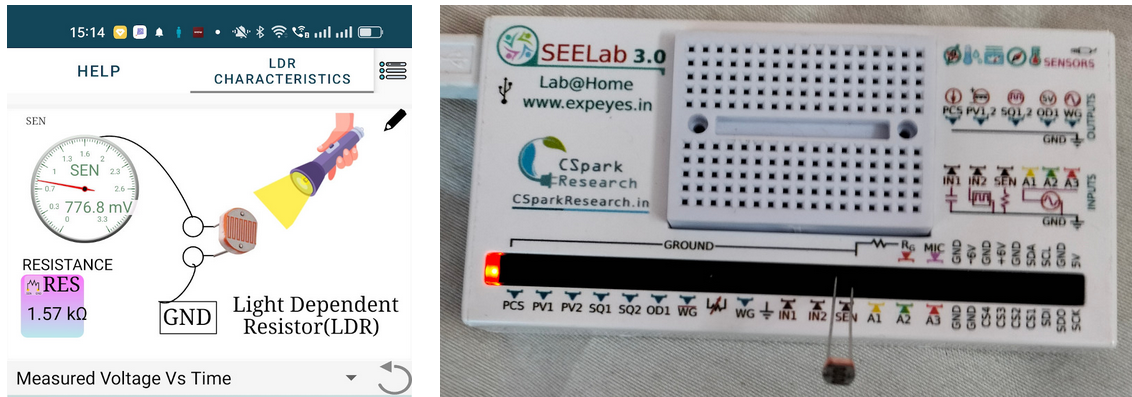 15:14
HELP
LDR
CHARACTERISTICS
SEN
SEN
0
0.3
0.7
1
1.3
1.6
2
2.3
2.6
3.3
776.8 mV
RESISTANCE
RES
1.57 kΩ
GND
Light Dependent
Resistor(LDR)
Measured Voltage Vs Time
SEELab 3.0
Lab@Home
www.expeyes.in
CSpark
Research
CSparkResearch.in
SENSORS
PCS PV1,2 SQ1,2 OD1 WG
5V
GND
OUTPUTS
IN1 IN2 SEN A1 A2 A3
GND
INPUTS
GROUND
RG MIC GND +6V GND +6V GND SDA SCL GND 5V
PCS PV1 PV2 SQ1 SQ2 OD1 WG WG IN1 IN2 SEN A1 A2 A3 GND GND CS4 CS3 CS2 CS1 SDI SDO SCK